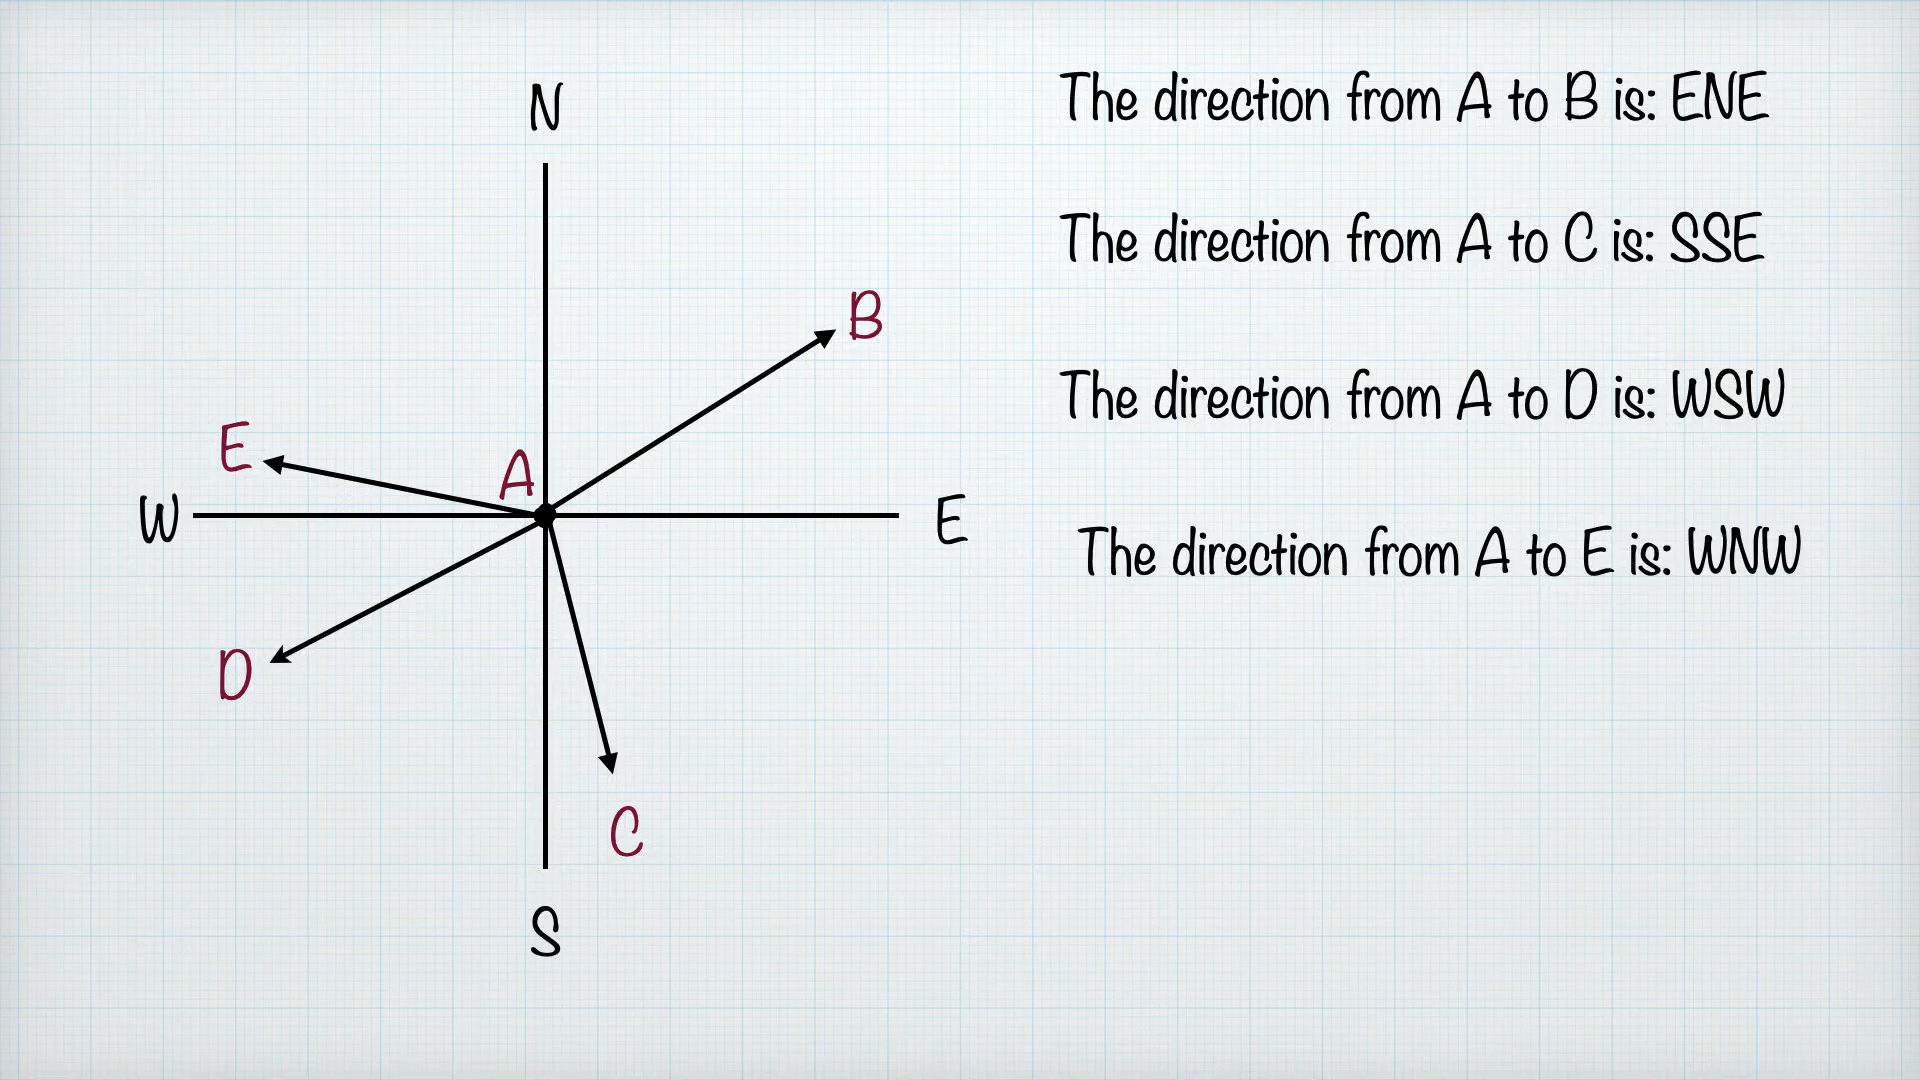 N
The direction from A to B is: ENE
The direction from A to C is: SSE
B
The direction from A to D is: WSW
E
A
W
E
The direction from A to E is: WNW
D
C
S